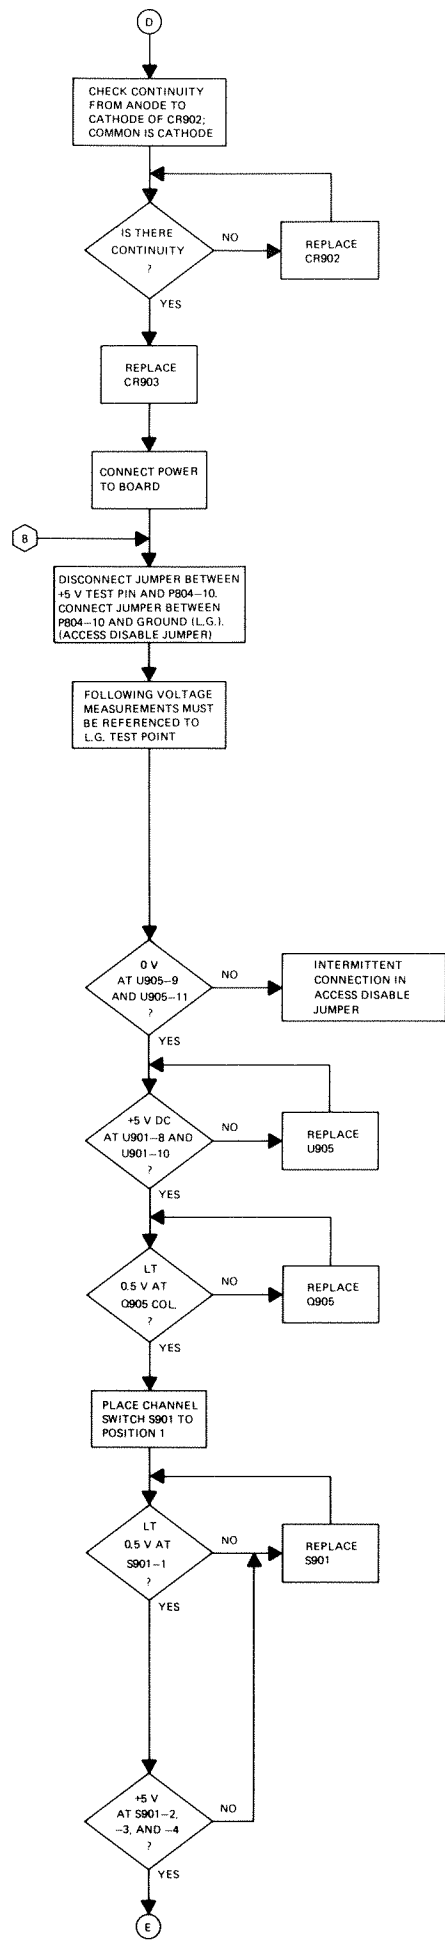 D
CHECK CONTINUITY
FROM ANODE TO
CATHODE OF CR902;
COMMON IS CATHODE
IS THERE
CONTINUITY
?
NO
REPLACE
CR902
YES
REPLACE
CR903
CONNECT POWER
TO BOARD
B
DISCONNECT JUMPER BETWEEN
+5 V TEST PIN AND P804-10.
CONNECT JUMPER BETWEEN
P804-10 AND GROUND (L.G.).
(ACCESS DISABLE JUMPER)
FOLLOWING VOLTAGE
MEASUREMENTS MUST
BE REFERENCED TO
L.G. TEST POINT
0 V
AT U905-9
AND U905-11
?
NO
INTERMITTENT
CONNECTION IN
ACCESS DISABLE
JUMPER
YES
+5 V DC
AT U901-8 AND
U901-10
?
NO
REPLACE
U905
YES
LT
0.5 V AT
Q905 COL.
?
NO
REPLACE
Q905
YES
PLACE CHANNEL
SWITCH S901 TO
POSITION 1
LT
0.5 V AT
S901-1
?
NO
REPLACE
S901
YES
+5 V
AT S901-2,
-3, AND -4
?
NO
YES
E